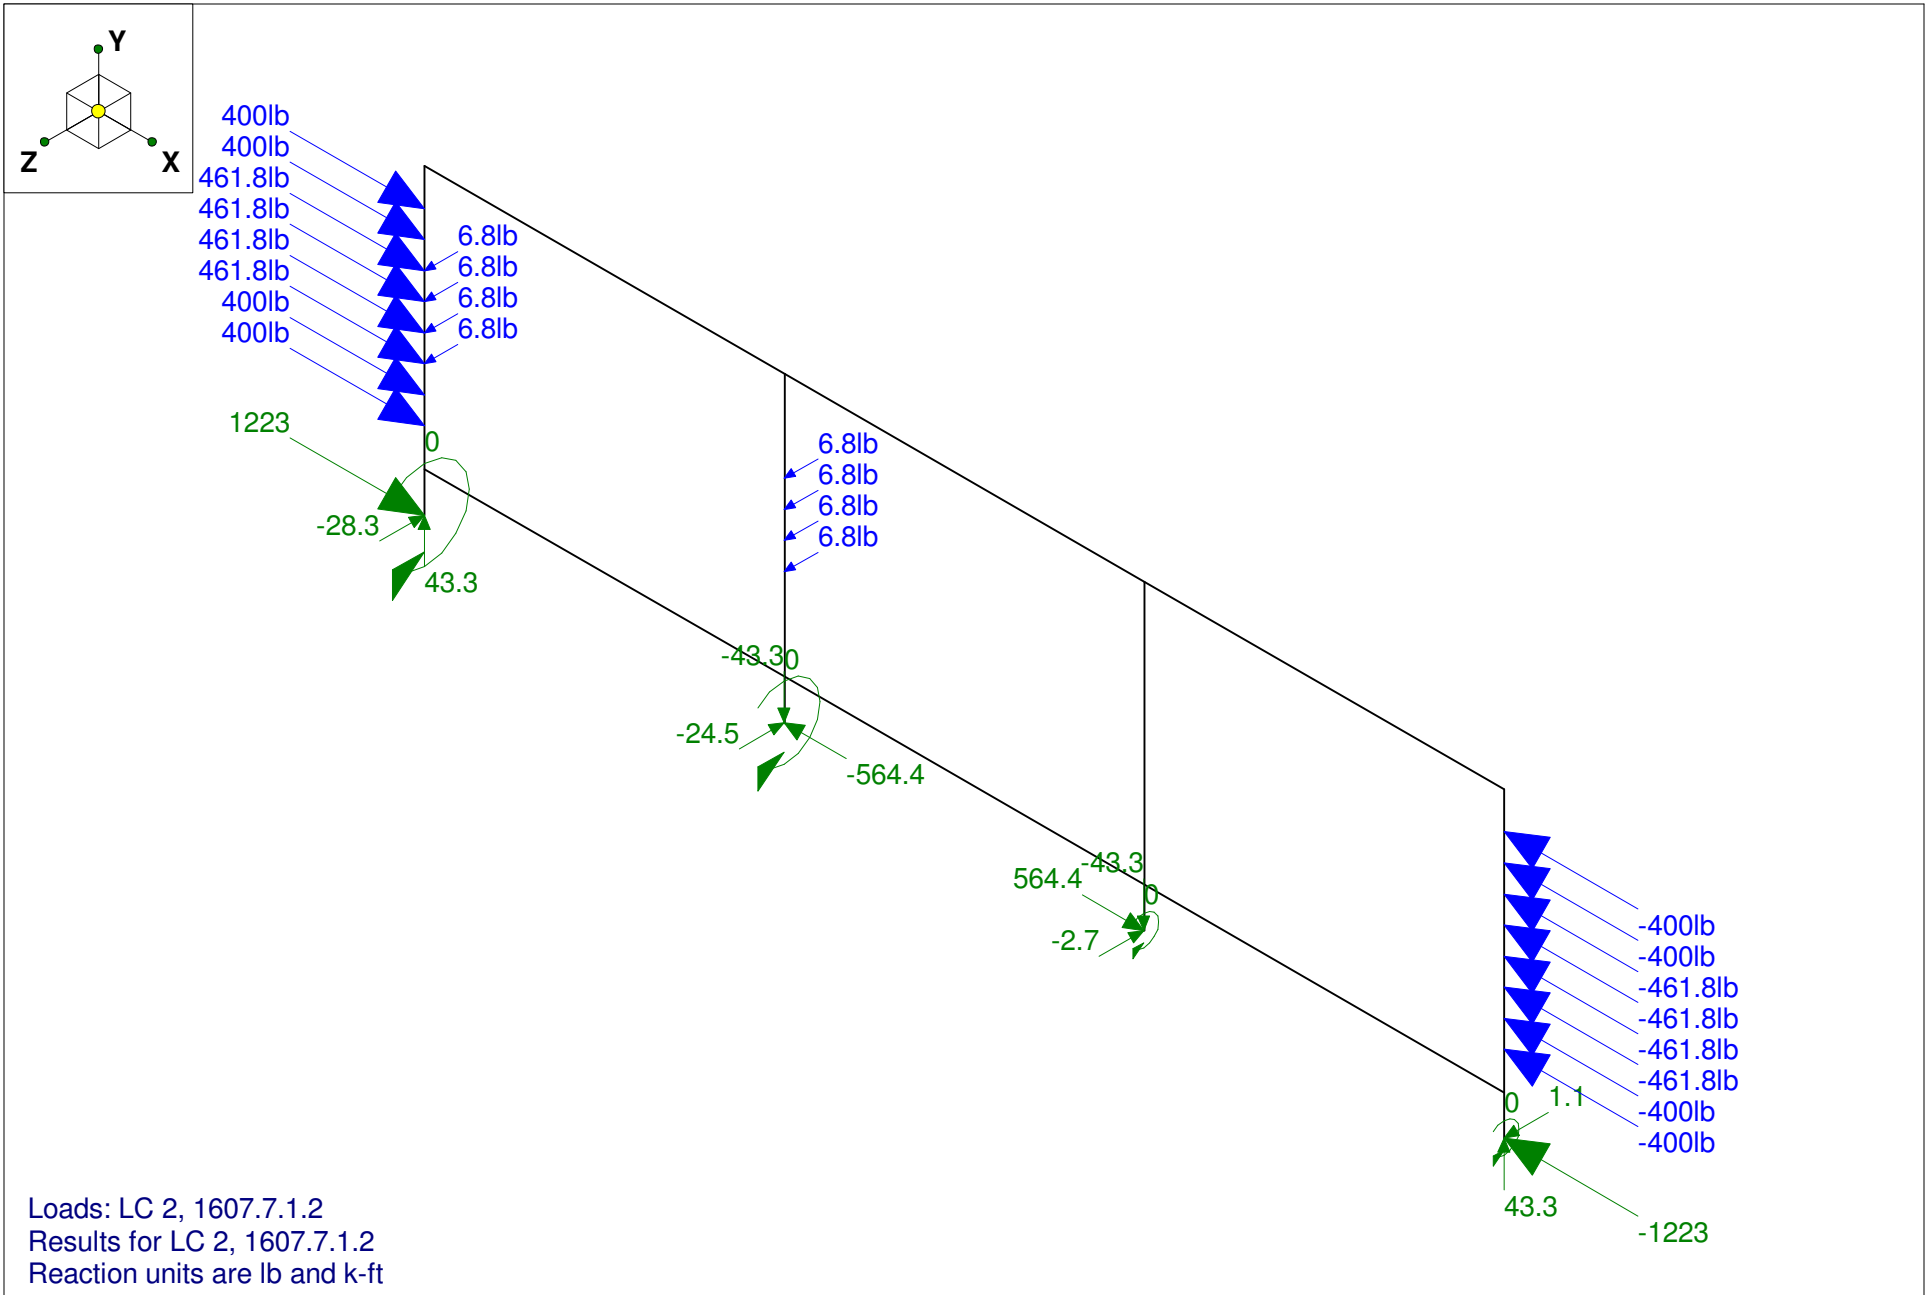 Y
Z
X
400lb
400lb
461.8lb
461.8lb
461.8lb
461.8lb
400lb
400lb
6.8lb
6.8lb
6.8lb
6.8lb
1223
0
-28.3
43.3
6.8lb
6.8lb
6.8lb
6.8lb
-43.3
0
-24.5
-564.4
-43.3
564.4
0
-2.7
-400lb
-400lb
-461.8lb
-461.8lb
-461.8lb
-461.8lb
-400lb
-400lb
0
1.1
43.3
-1223
Loads: LC 2, 1607.7.1.2
Results for LC 2, 1607.7.1.2
Reaction units are lb and k-ft